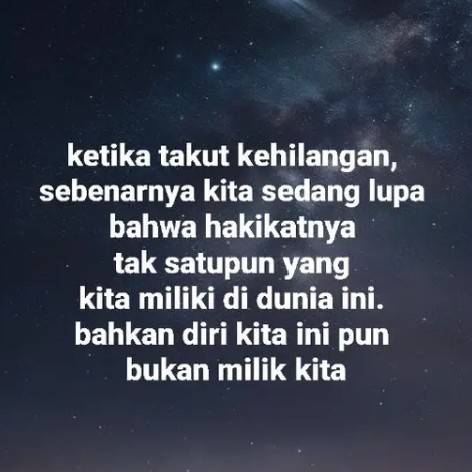 ketika takut kehilangan,
sebenarnya kita sedang lupa
bahwa hakikatnya
tak satupun yang
kita miliki di dunia ini.
bahkan diri kita ini pun
bukan milik kita